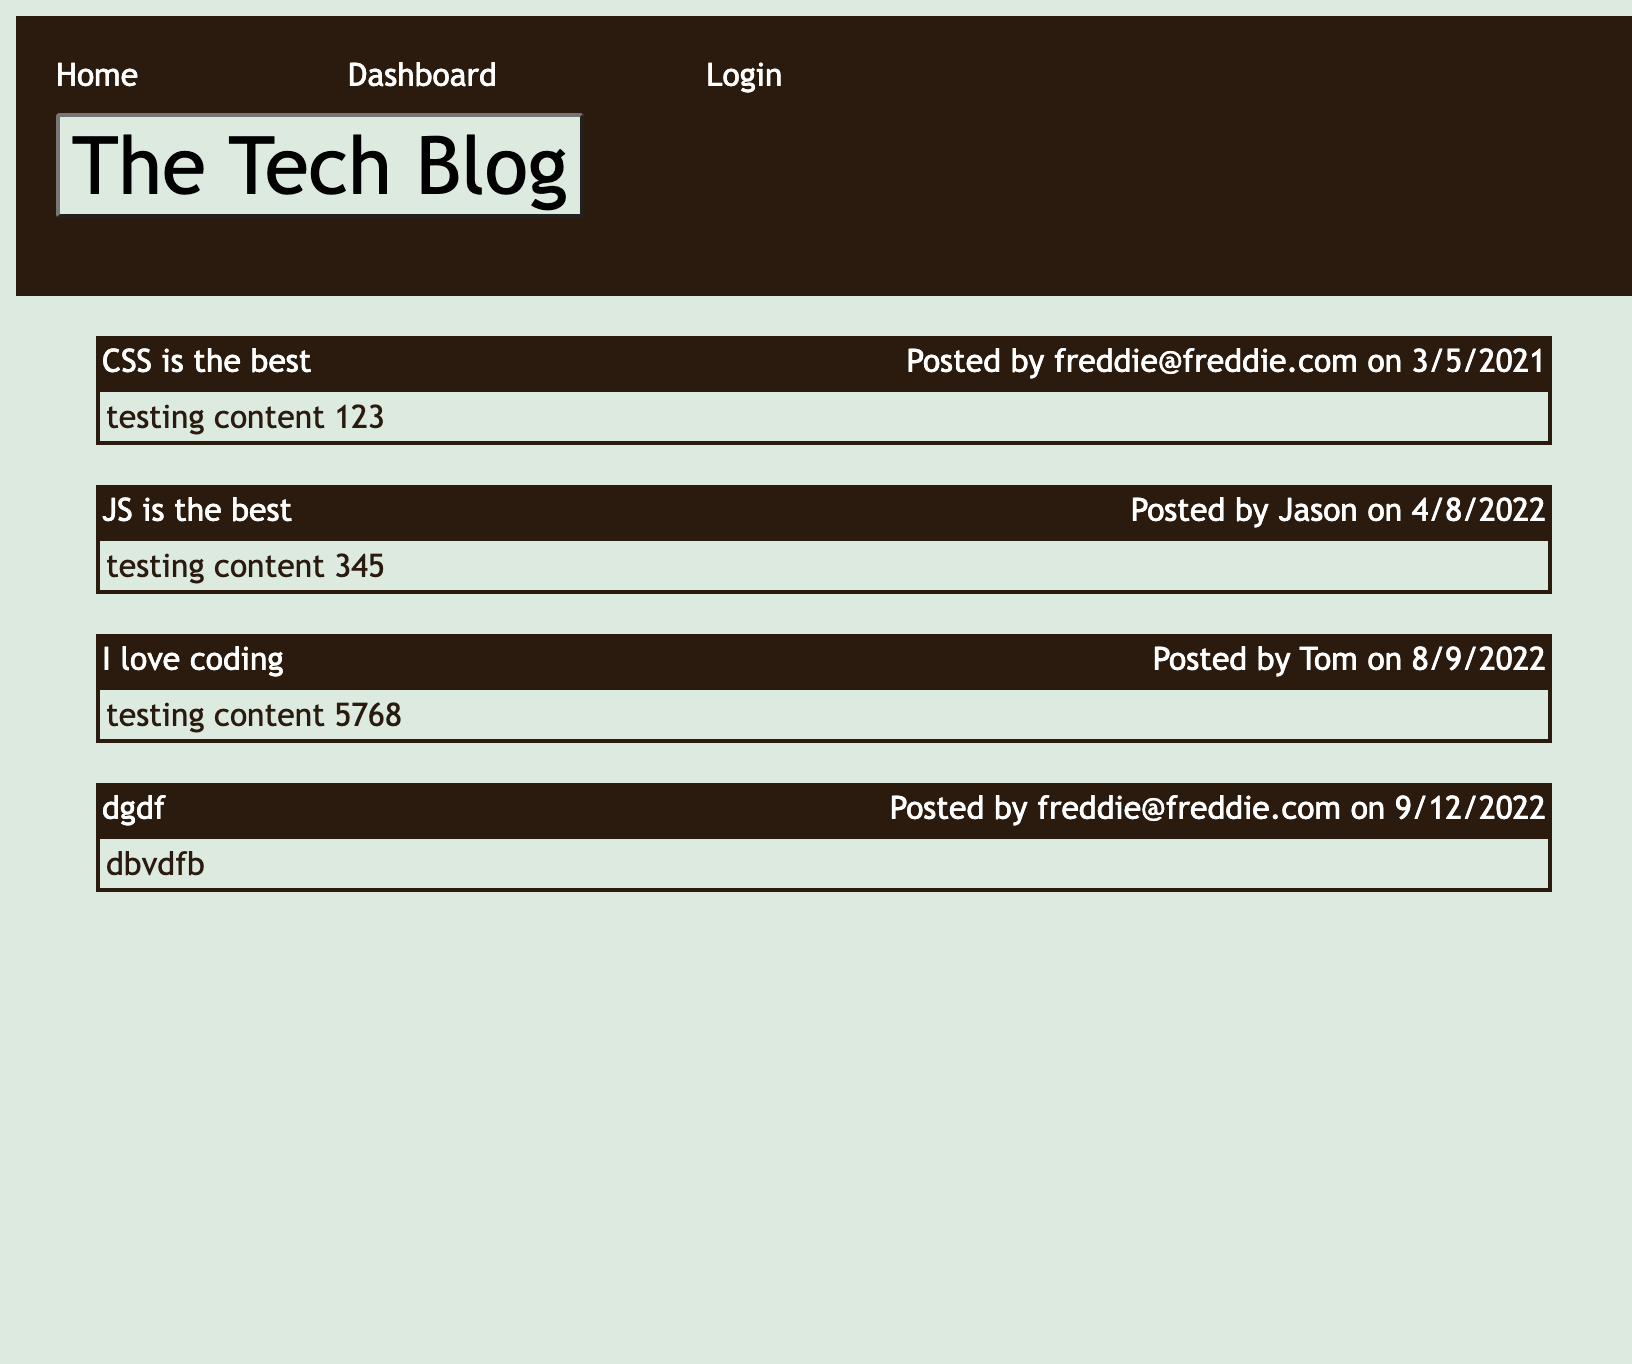 Home Dashboard Login
The Tech Blog
CSS is the best Posted by freddie@freddie.com on 3/5/2021
testing content 123
JS is the best Posted by Jason on 4/8/2022
testing content 345
I love coding Posted by Tom on 8/9/2022
testing content 5768
dgdf Posted by freddie@freddie.com on 9/12/2022
dbvdfb